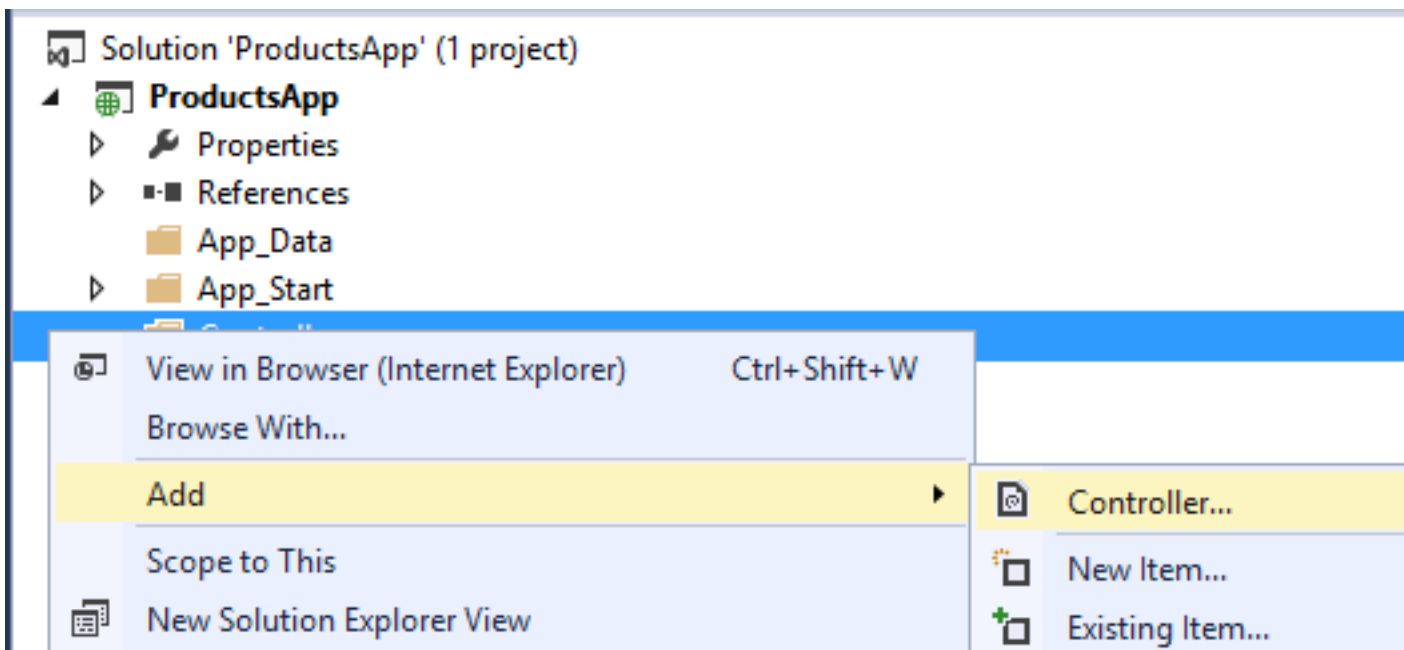 Solution 'ProductsApp' (1 project)
ProductsApp
Properties
References
App_Data
App_Start
View in Browser (Internet Explorer) Ctrl+Shift+W
Browse With...
Add
Controller...
Scope to This
New Item...
New Solution Explorer View
Existing Item...